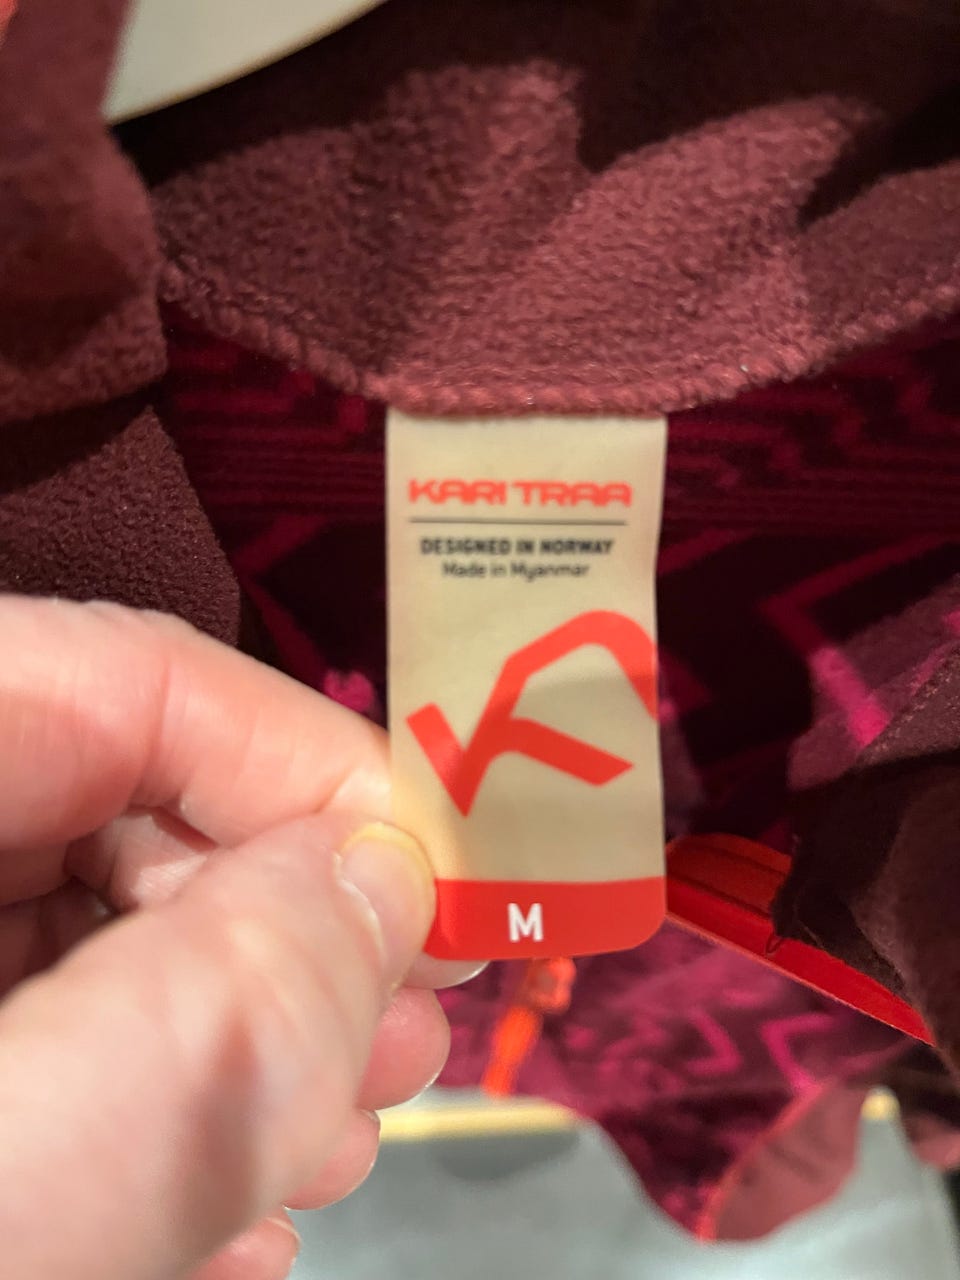 KARI TRAA
DESIGNED IN NORWAY
Made in Myanmar
M